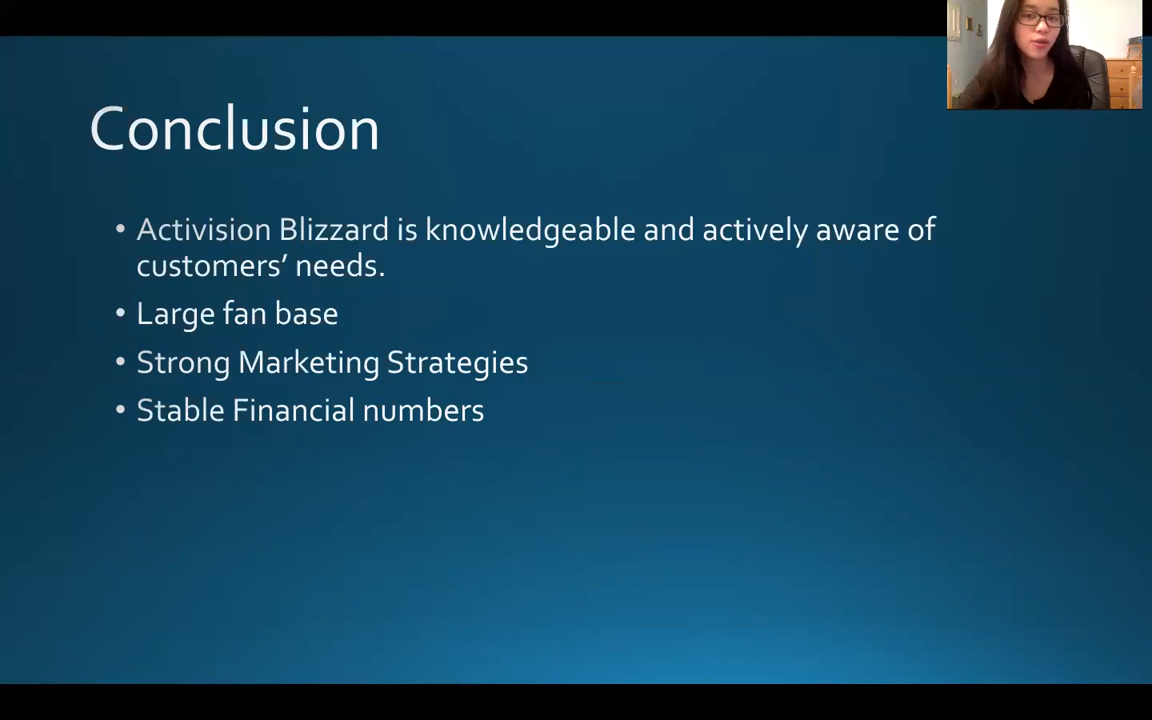 Conclusion
• Activision Blizzard is knowledgeable and actively aware of
customers’ needs.
• Large fan base
• Strong Marketing Strategies
• Stable Financial numbers